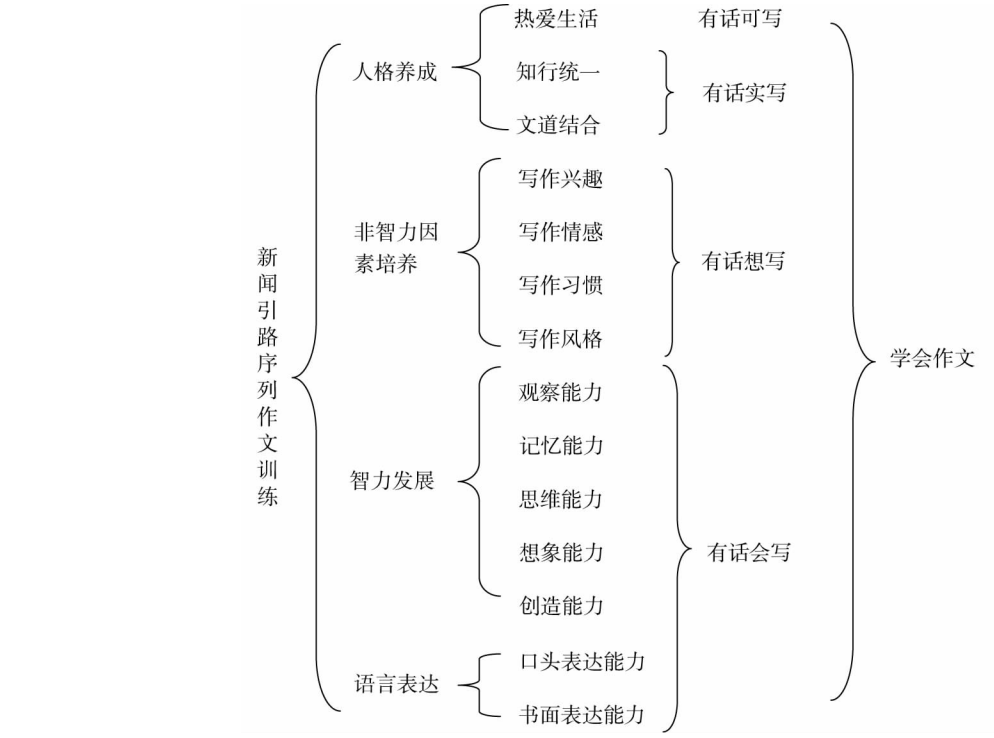 新闻引路序列作文训练
人格养成
热爱生活
有话可写
知行统一
文道结合
有话实写
非智力因
素培养
写作兴趣
写作情感
写作习惯
写作风格
有话想写
智力发展
观察能力
记忆能力
思维能力
想象能力
创造能力
语言表达
口头表达能力
书面表达能力
有话会写
学会作文